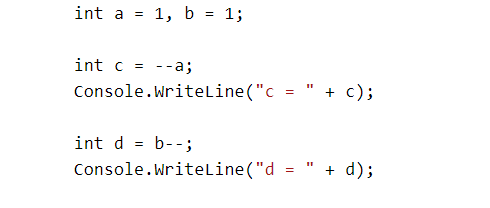 int a = 1, b = 1;
int c = --a;
Console.WriteLine("c = " + c);
int d = b--;
Console.WriteLine("d = " + d);